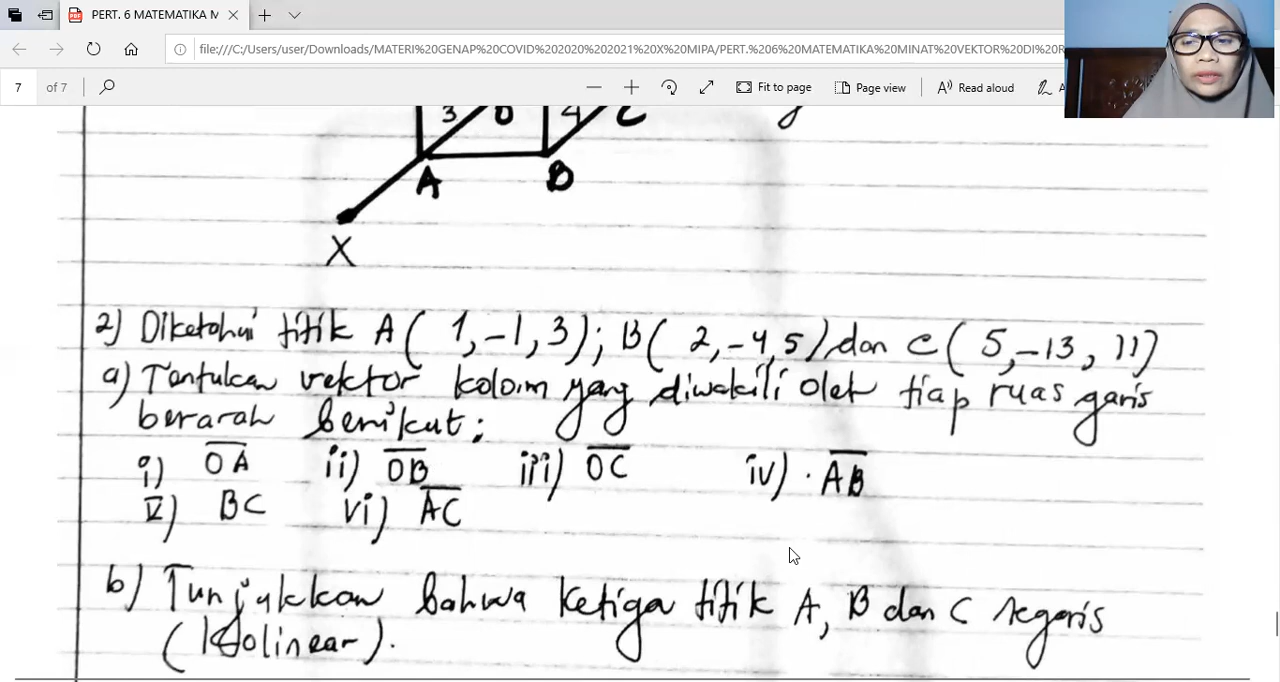 PERT. 6 MATEMATIKA M
file:///C:/Users/user/Downloads/MATERI%20GENAP%20COVID%202020%202021%20X%20MIPA/PERT.%206%20MATEMATIKA%20MINAT%20VEKTOR%20DI%20R
7 of 7 Fit to page Page view A Read aloud
3 4 C
A B
X
2) Diketahui titik A( 1,-1,3); B( 2,-4,5) dan C( 5,-13, 11)
a) Tentukan vektor kolom yang diwakili oleh tiap ruas garis
berarah berikut:
i) OA ii) OB iii) OC iv) . AB
v) BC vi) AC
b) Tunjukkan bahwa ketiga titik A, B dan C segaris
(Kolinear).